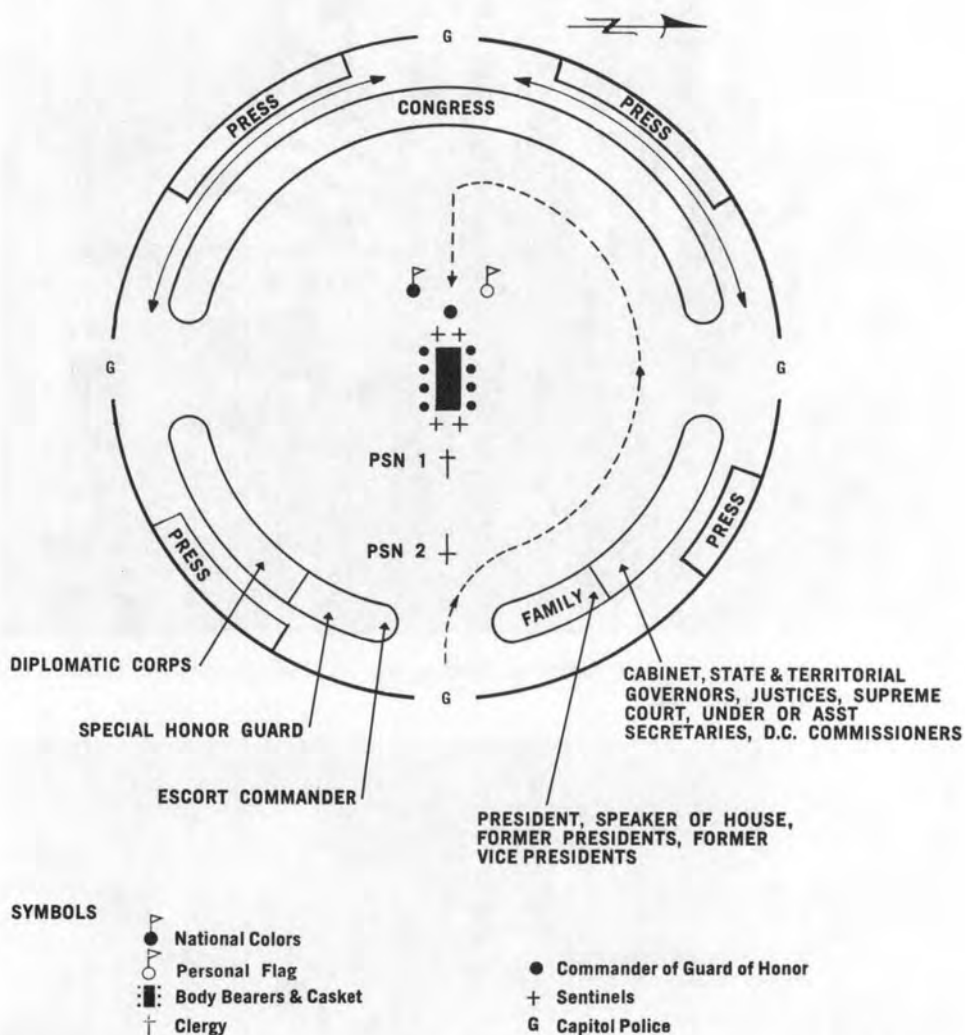 G
PRESS
CONGRESS
PRESS
G
G
PSN 1
PSN 2
PRESS
FAMILY
PRESS
G
DIPLOMATIC CORPS
SPECIAL HONOR GUARD
ESCORT COMMANDER
CABINET, STATE & TERRITORIAL
GOVERNORS, JUSTICES, SUPREME
COURT, UNDER OR ASST
SECRETARIES, D.C. COMMISSIONERS
PRESIDENT, SPEAKER OF HOUSE,
FORMER PRESIDENTS, FORMER
VICE PRESIDENTS
SYMBOLS
National Colors
Personal Flag
Body Bearers & Casket
Clergy
Commander of Guard of Honor
Sentinels
G Capitol Police